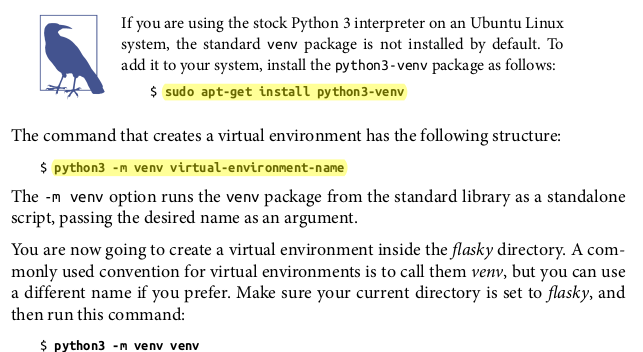 If you are using the stock Python 3 interpreter on an Ubuntu Linux
system, the standard venv package is not installed by default. To
add it to your system, install the python3-venv package as follows:
$ sudo apt-get install python3-venv
The command that creates a virtual environment has the following structure:
$ python3 -m venv virtual-environment-name
The -m venv option runs the venv package from the standard library as a standalone
script, passing the desired name as an argument.
You are now going to create a virtual environment inside the flasky directory. A com-
monly used convention for virtual environments is to call them venv, but you can use
a different name if you prefer. Make sure your current directory is set to flasky, and
then run this command:
$ python3 -m venv venv